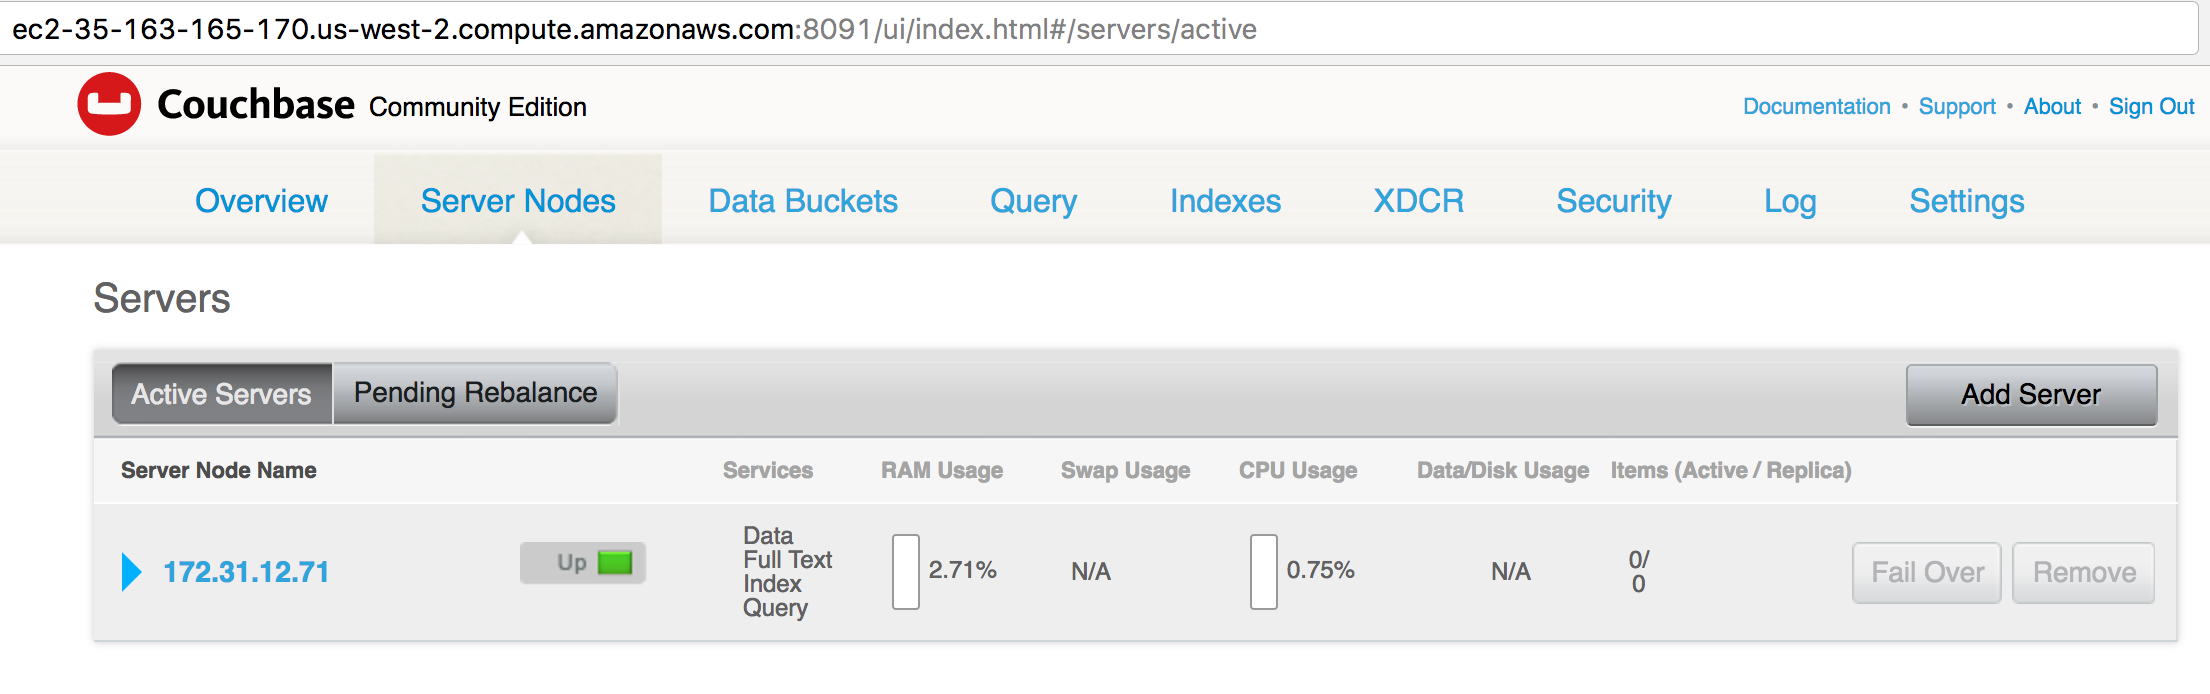 ec2-35-163-165-170.us-west-2.compute.amazonaws.com:8091/ui/index.html#/servers/active
Couchbase Community Edition
Documentation • Support • About • Sign Out
Overview Server Nodes Data Buckets Query Indexes XDCR Security Log Settings
Servers
Active Servers Pending Rebalance Add Server
Server Node Name Services RAM Usage Swap Usage CPU Usage Data/Disk Usage Items (Active / Replica)
172.31.12.71 Up
Data
Full Text
Index
Query
2.71% N/A 0.75% N/A
0/
0
Fail Over Remove